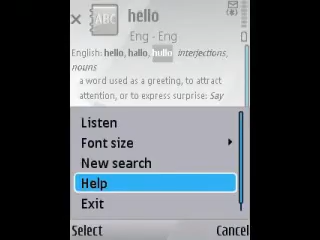 ABC hello
Eng - Eng
English: hello, hallo, hullo interjections,
nouns
a word used as a greeting, to attract
attention, or to express surprise: Say
Listen
Font size
New search
Help
Exit
Select Cancel